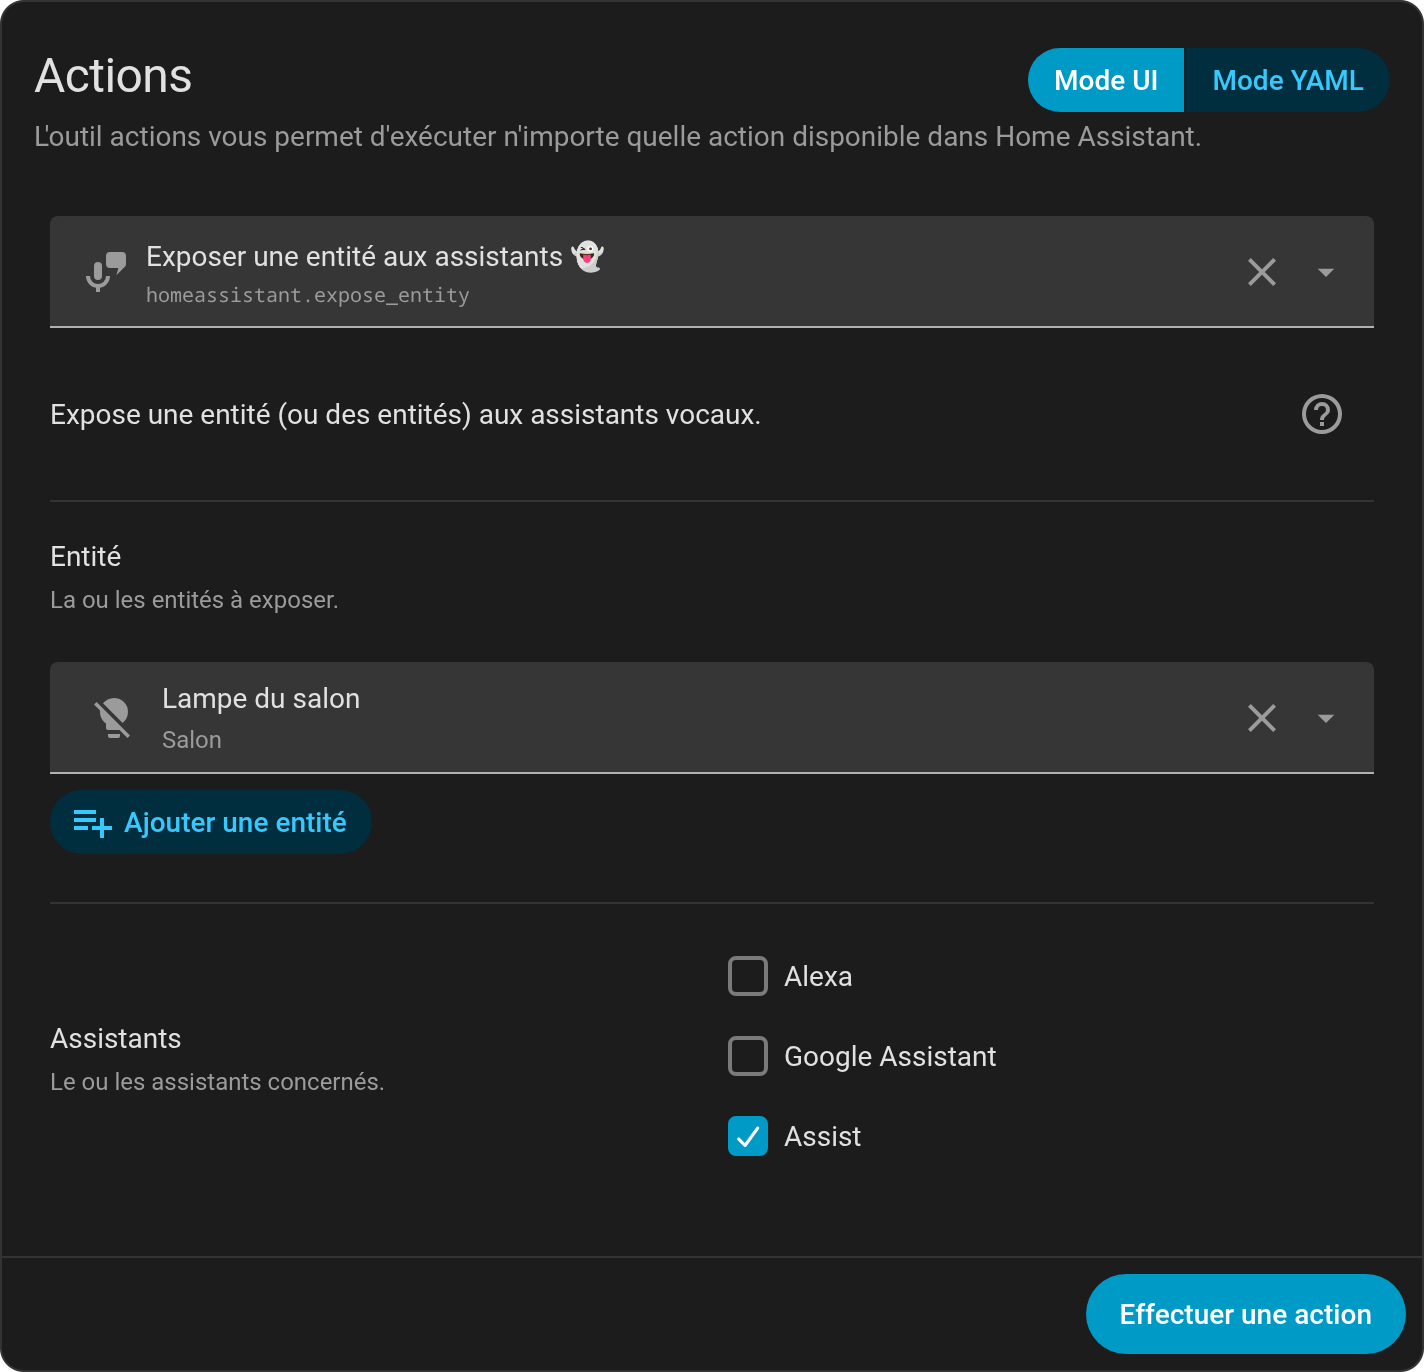 Actions
Mode UI
Mode YAML
L'outil actions vous permet d'exécuter n'importe quelle action disponible dans Home Assistant.
Exposer une entité aux assistants 👻
homeassistant.expose_entity
Expose une entité (ou des entités) aux assistants vocaux.
Entité
La ou les entités à exposer.
Lampe du salon
Salon
Ajouter une entité
Assistants
Le ou les assistants concernés.
Alexa
Google Assistant
Assist
Effectuer une action